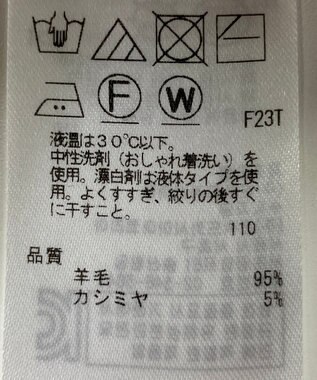 F W
F23T
液温は30℃以下。
中性洗剤（おしゃれ着洗い）を
使用。漂白剤は液体タイプを使
用。よくすすぎ、絞りの後すぐ
に干すこと。
110
品質
羊毛 95%
カシミヤ 5%